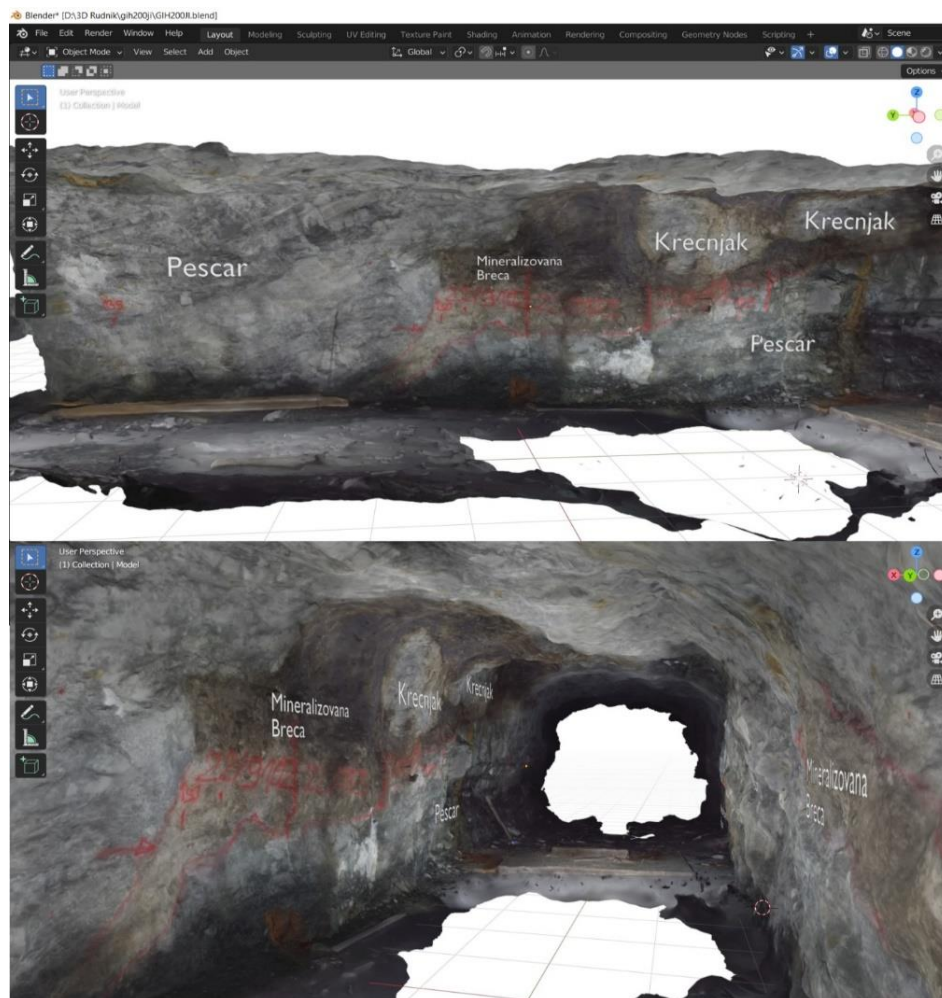 Blender* [D:\3D Rudnik\gih200ji\GIH200JI.blend]
File Edit Render Window Help Layout Modeling Sculpting UV Editing Texture Paint Shading Animation Rendering Compositing Geometry Nodes Scripting + Scene
Object Mode View Select Add Object Global
Options
User Perspective
(1) Collection | Model
Z
Y
Krecnjak
Krecnjak
Mineralizovana
Breca
Pescar
Pescar
User Perspective
(1) Collection | Model
Z
X Y
Mineralizovana
Breca
Krecnjak
Krecnjak
Pescar
Mineralizovana
Breca